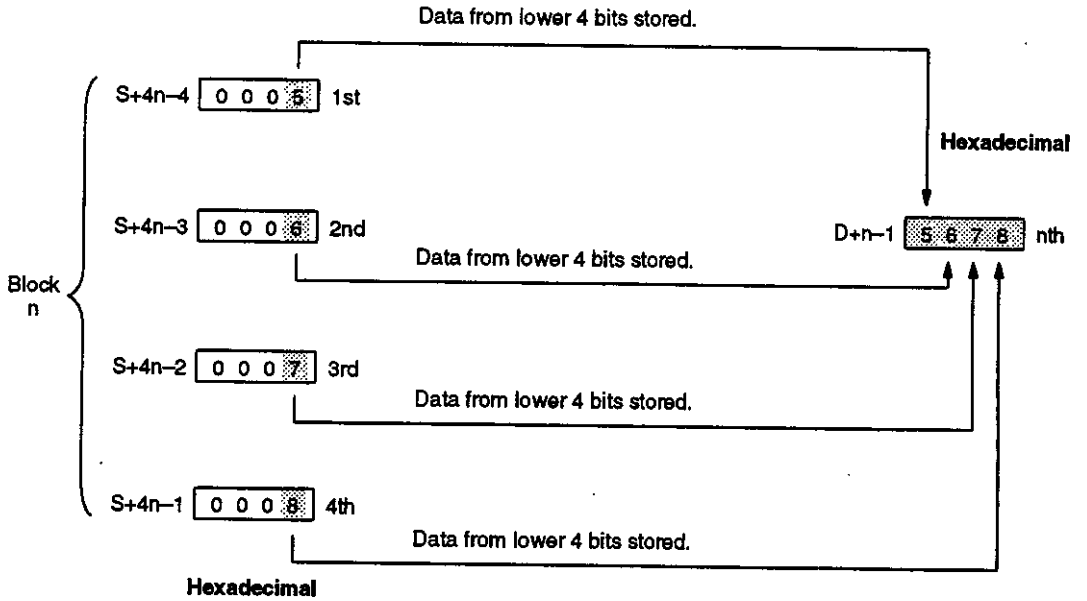 Data from lower 4 bits stored.
S+4n–4 0 0 0 5 1st
Hexadecimal
S+4n–3 0 0 0 6 2nd
D+n–1 5 6 7 8 nth
Data from lower 4 bits stored.
Block
n
S+4n–2 0 0 0 7 3rd
Data from lower 4 bits stored.
S+4n–1 0 0 0 8 4th
Data from lower 4 bits stored.
Hexadecimal